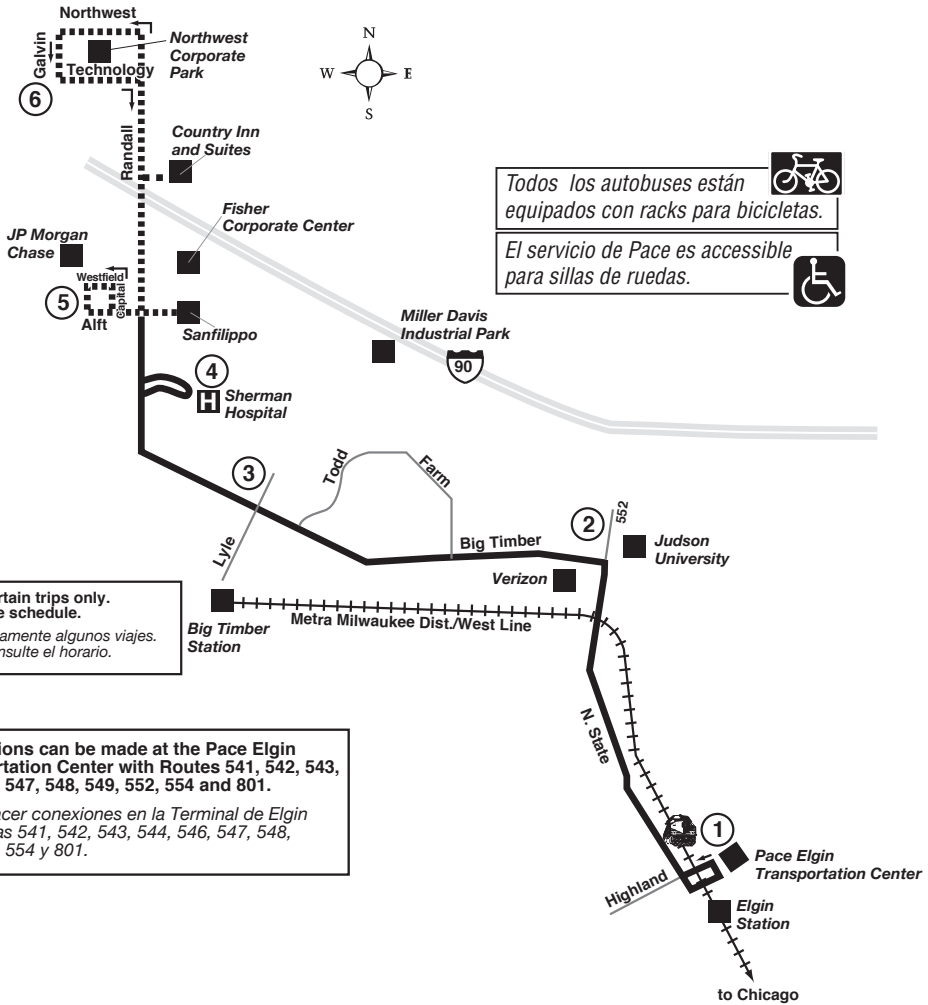 Northwest
Galvin
Northwest
Corporate
Park
Technology
6
N
W E
S
Randall
Country Inn
and Suites
Todos los autobuses están
equipados con racks para bicicletas.
El servicio de Pace es accessible
para sillas de ruedas.
Fisher
Corporate Center
JP Morgan
Chase
Westfield
Capital
5
Alft
Sanfilippo
Miller Davis
Industrial Park
90
4
H
Sherman
Hospital
3
Todd
Farm
Lyle
2
552
Big Timber
Judson
University
Verizon
Big Timber
Station
Metra Milwaukee Dist./West Line
rtain trips only.
e schedule.
amente algunos viajes.
nsulte el horario.
N. State
ions can be made at the Pace Elgin
rtation Center with Routes 541, 542, 543,
547, 548, 549, 552, 554 and 801.
acer conexiones en la Terminal de Elgin
as 541, 542, 543, 544, 546, 547, 548,
554 y 801.
1
Pace Elgin
Transportation Center
Highland
Elgin
Station
to Chicago